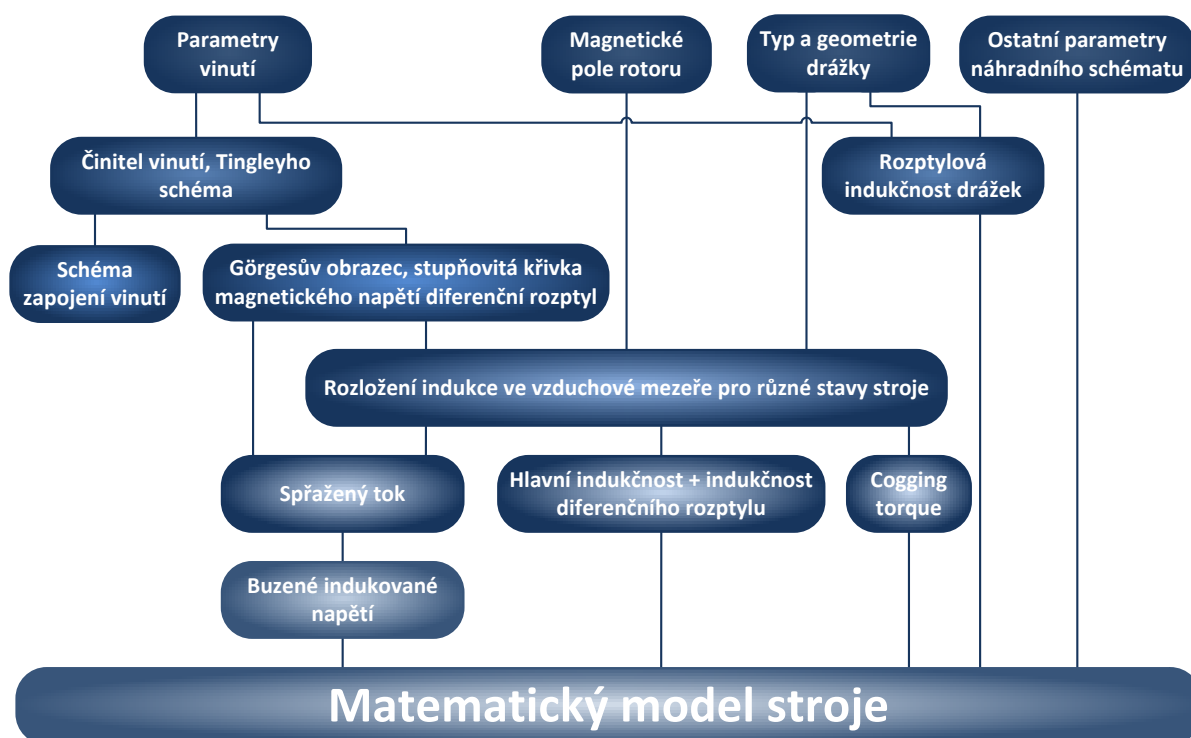 Parametry
vinutí
Magnetické
pole rotoru
Typ a geometrie
drážky
Ostatní parametry
náhradního schématu
Činitel vinutí, Tingleyho
schéma
Rozptylová
indukčnost drážek
Schéma
zapojení vinutí
Görgesův obrazec, stupňovitá křivka
magnetického napětí diferenční rozptyl
Rozložení indukce ve vzduchové mezeře pro různé stavy stroje
Spřažený tok
Hlavní indukčnost + indukčnost
diferenčního rozptylu
Cogging
torque
Buzené indukované
napětí
Matematický model stroje